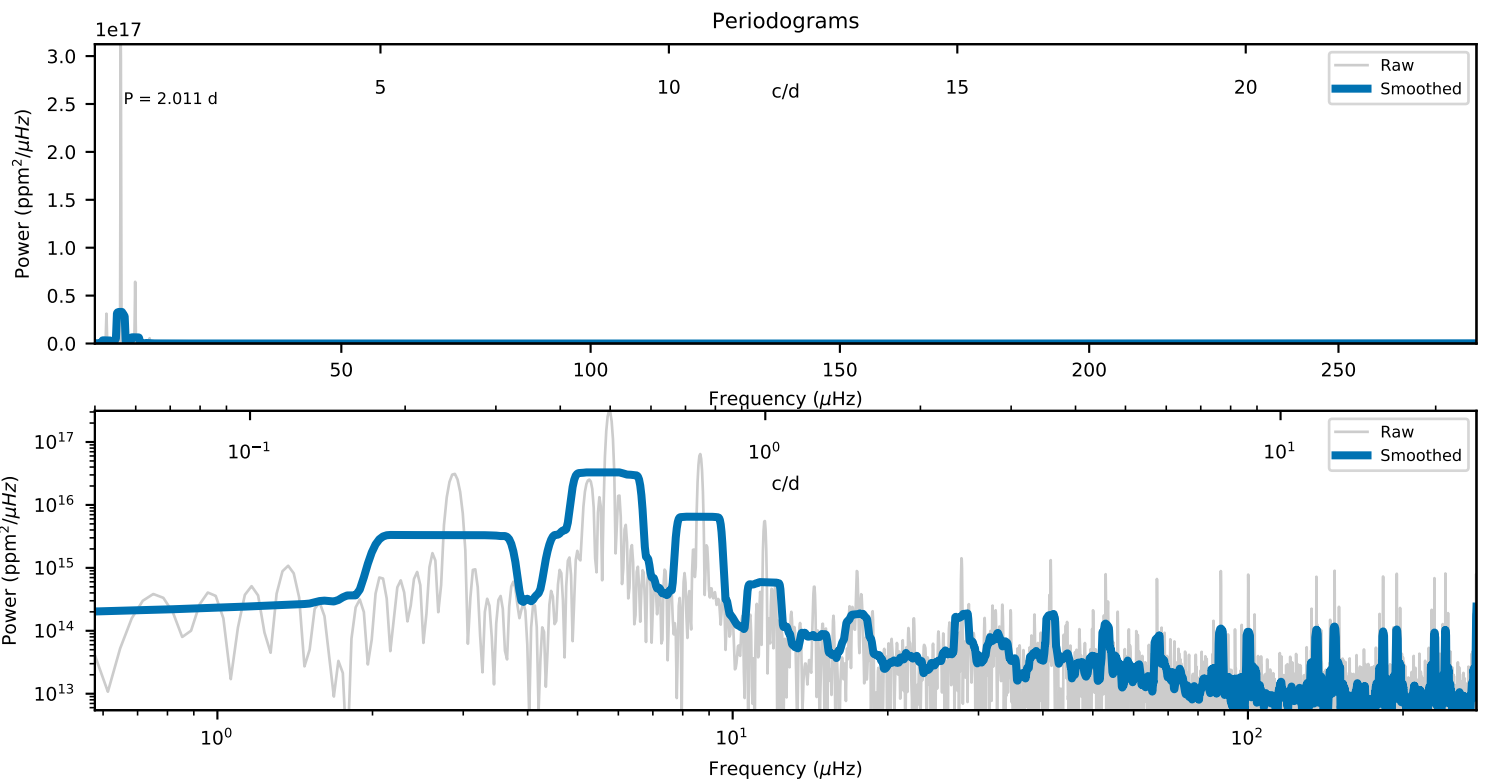 Periodograms
1e17
3.0
2.5
2.0
1.5
1.0
0.5
0.0
Power (ppm²/μHz)
5 10 15 20
c/d
P = 2.011 d
Raw
Smoothed
50 100 150 200 250
Frequency (μHz)
10¹⁷
10¹⁶
10¹⁵
10¹⁴
10¹³
Power (ppm²/μHz)
10⁻¹ 10⁰ 10¹
c/d
Raw
Smoothed
10⁰ 10¹ 10²
Frequency (μHz)